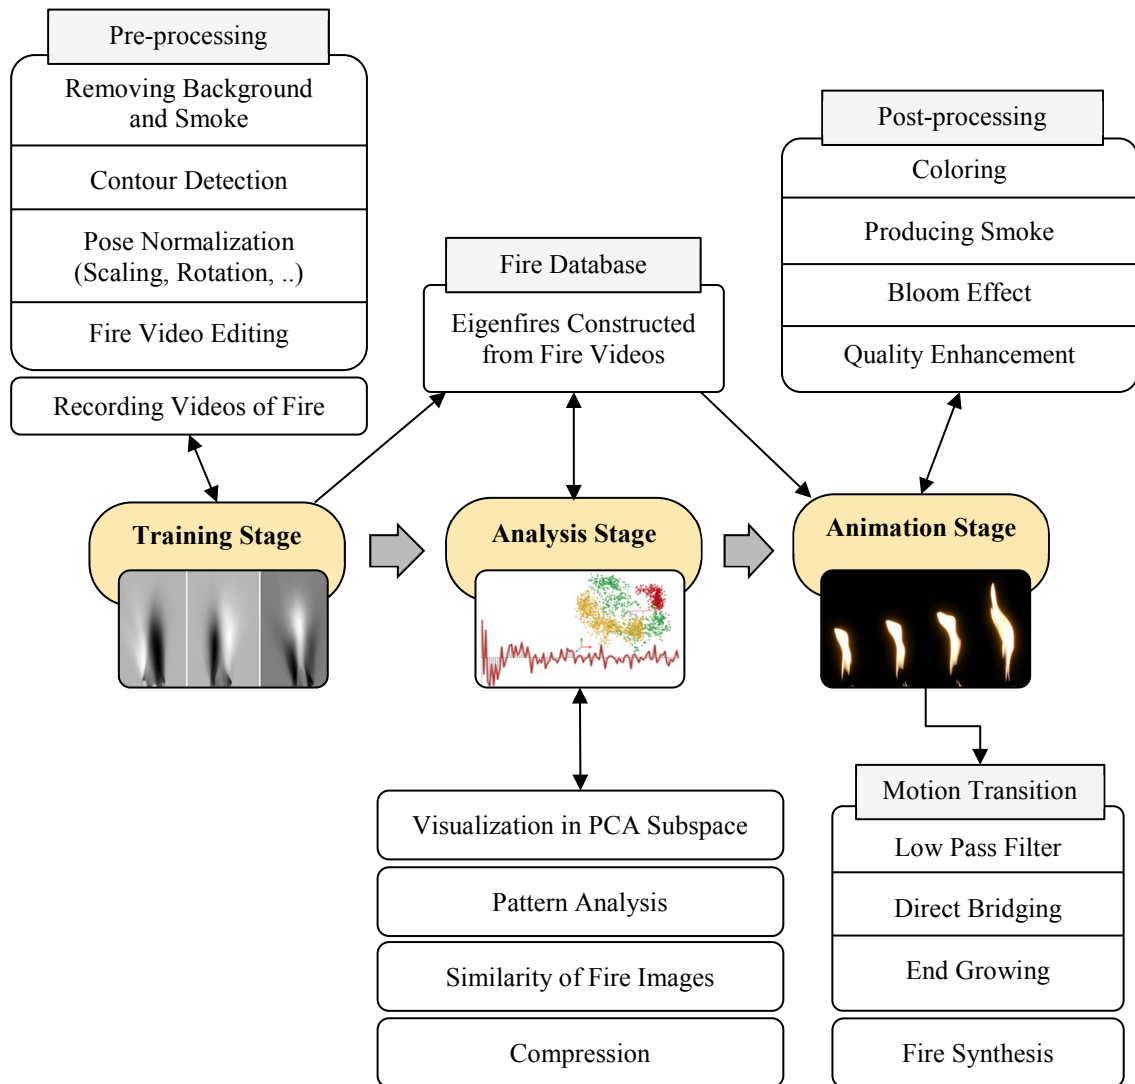 Pre-processing
Removing Background
and Smoke
Contour Detection
Pose Normalization
(Scaling, Rotation, ..)
Fire Video Editing
Recording Videos of Fire
Fire Database
Eigenfires Constructed
from Fire Videos
Post-processing
Coloring
Producing Smoke
Bloom Effect
Quality Enhancement
Training Stage
Analysis Stage
Animation Stage
Visualization in PCA Subspace
Pattern Analysis
Similarity of Fire Images
Compression
Motion Transition
Low Pass Filter
Direct Bridging
End Growing
Fire Synthesis